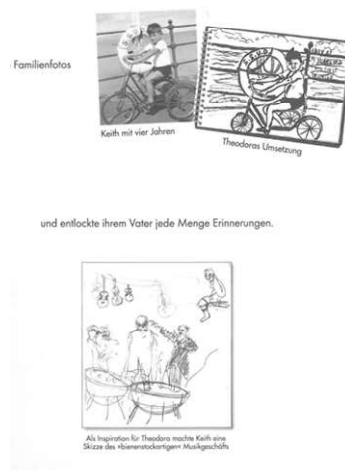 Familienfotos
Keith mit vier Jahren
Theodoras Umsetzung
und entlockte ihrem Vater jede Menge Erinnerungen.
Als Inspiration für Theodora machte Keith eine
Skizze des »bienenstockartigen« Musikgeschäfts